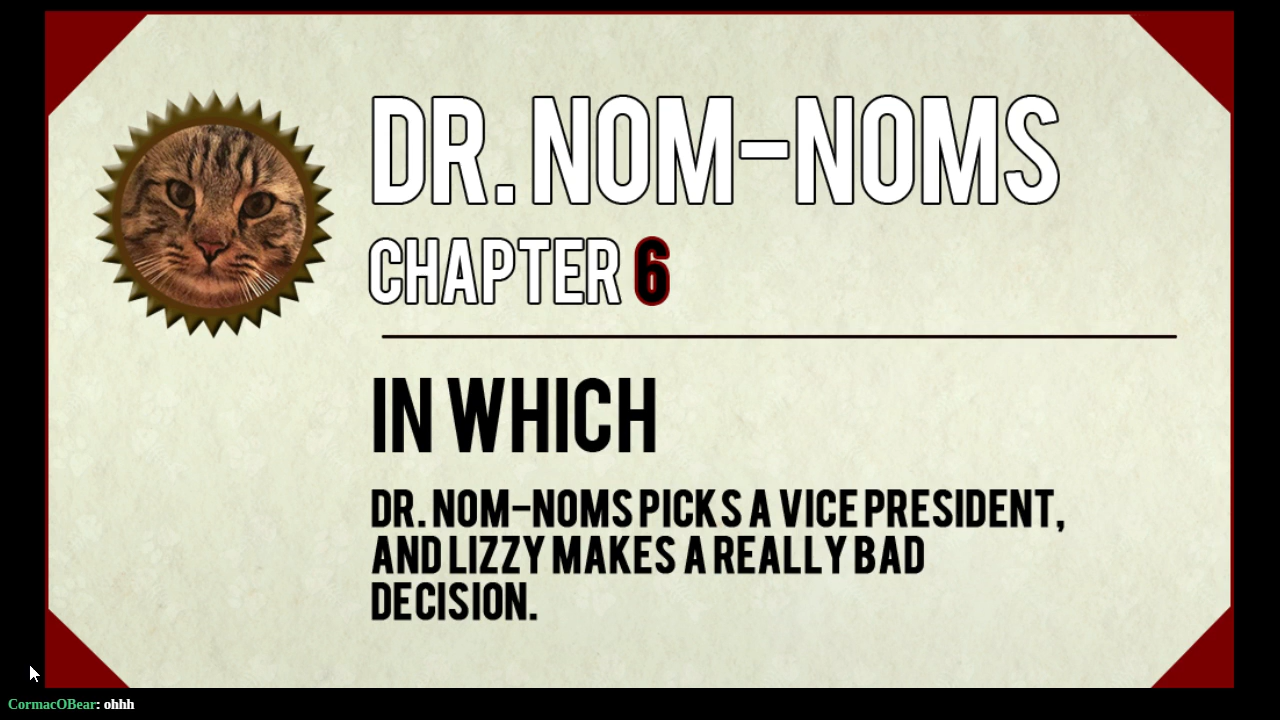 DR. NOM-NOMS
CHAPTER 6
IN WHICH
DR. NOM-NOMS PICKS A VICE PRESIDENT,
AND LIZZY MAKES A REALLY BAD
DECISION.
CormacOBear: ohhh